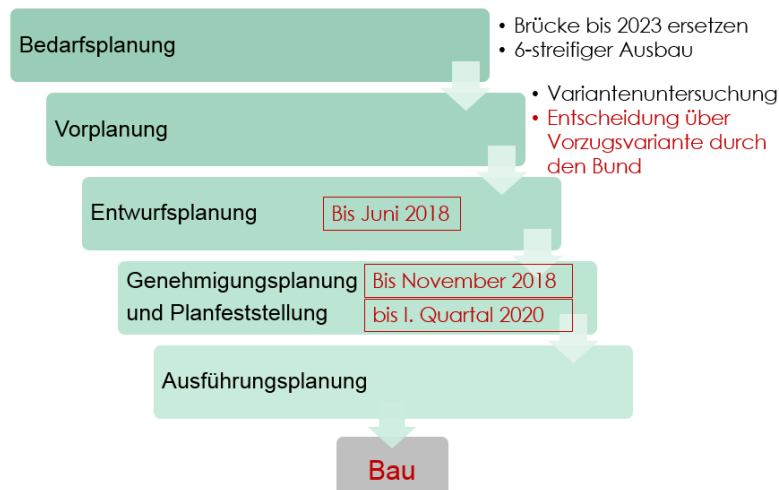 Bedarfsplanung
• Brücke bis 2023 ersetzen
• 6-streifiger Ausbau
Vorplanung
• Variantenuntersuchung
• Entscheidung über
Vorzugsvariante durch
den Bund
Entwurfsplanung
Bis Juni 2018
Genehmigungsplanung
und Planfeststellung
Bis November 2018
bis I. Quartal 2020
Ausführungsplanung
Bau